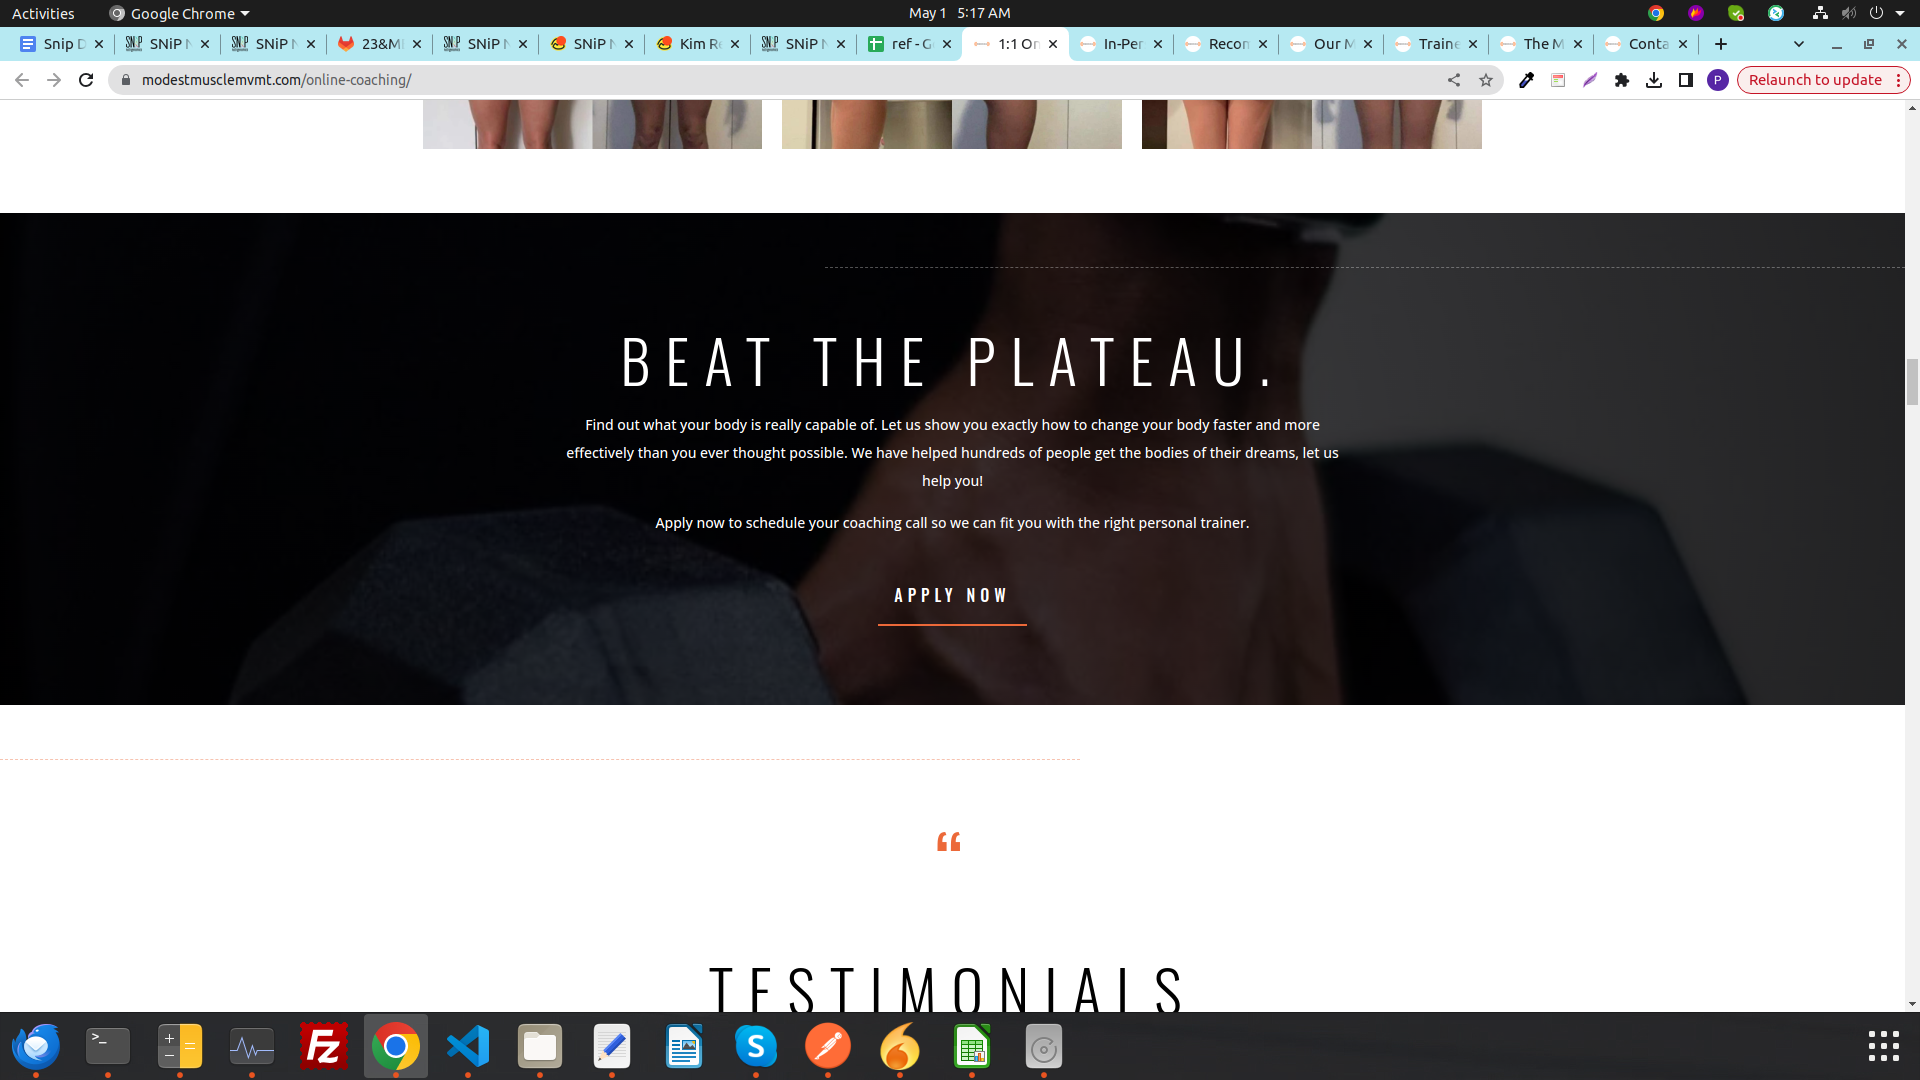 Activities Google Chrome May 1 5:17 AM
Snip D SNiP N SNiP N 23&M SNiP N SNiP N Kim Re SNiP N ref - G 1:1 On In-Per Recon Our M Traine The M Conta
modestmusclemvmt.com/online-coaching/ P Relaunch to update
BEAT THE PLATEAU.
Find out what your body is really capable of. Let us show you exactly how to change your body faster and more
effectively than you ever thought possible. We have helped hundreds of people get the bodies of their dreams, let us
help you!
Apply now to schedule your coaching call so we can fit you with the right personal trainer.
APPLY NOW
“
TESTIMONIALS